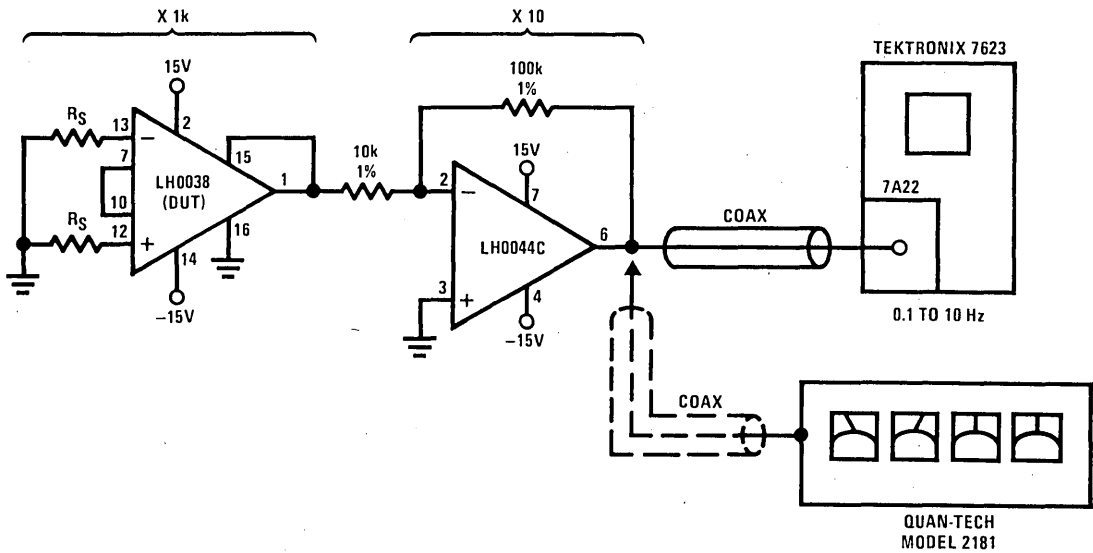 X 1k
X 10
TEKTRONIX 7623
15V
100k
1%
RS
13
−
2
7
15
LH0038
(DUT)
1
10k
1%
15V
2
−
7
7A22
10
RS
12
+
16
14
LH0044C
6
COAX
3
+
4
−15V
−15V
0.1 TO 10 Hz
COAX
QUAN-TECH
MODEL 2181